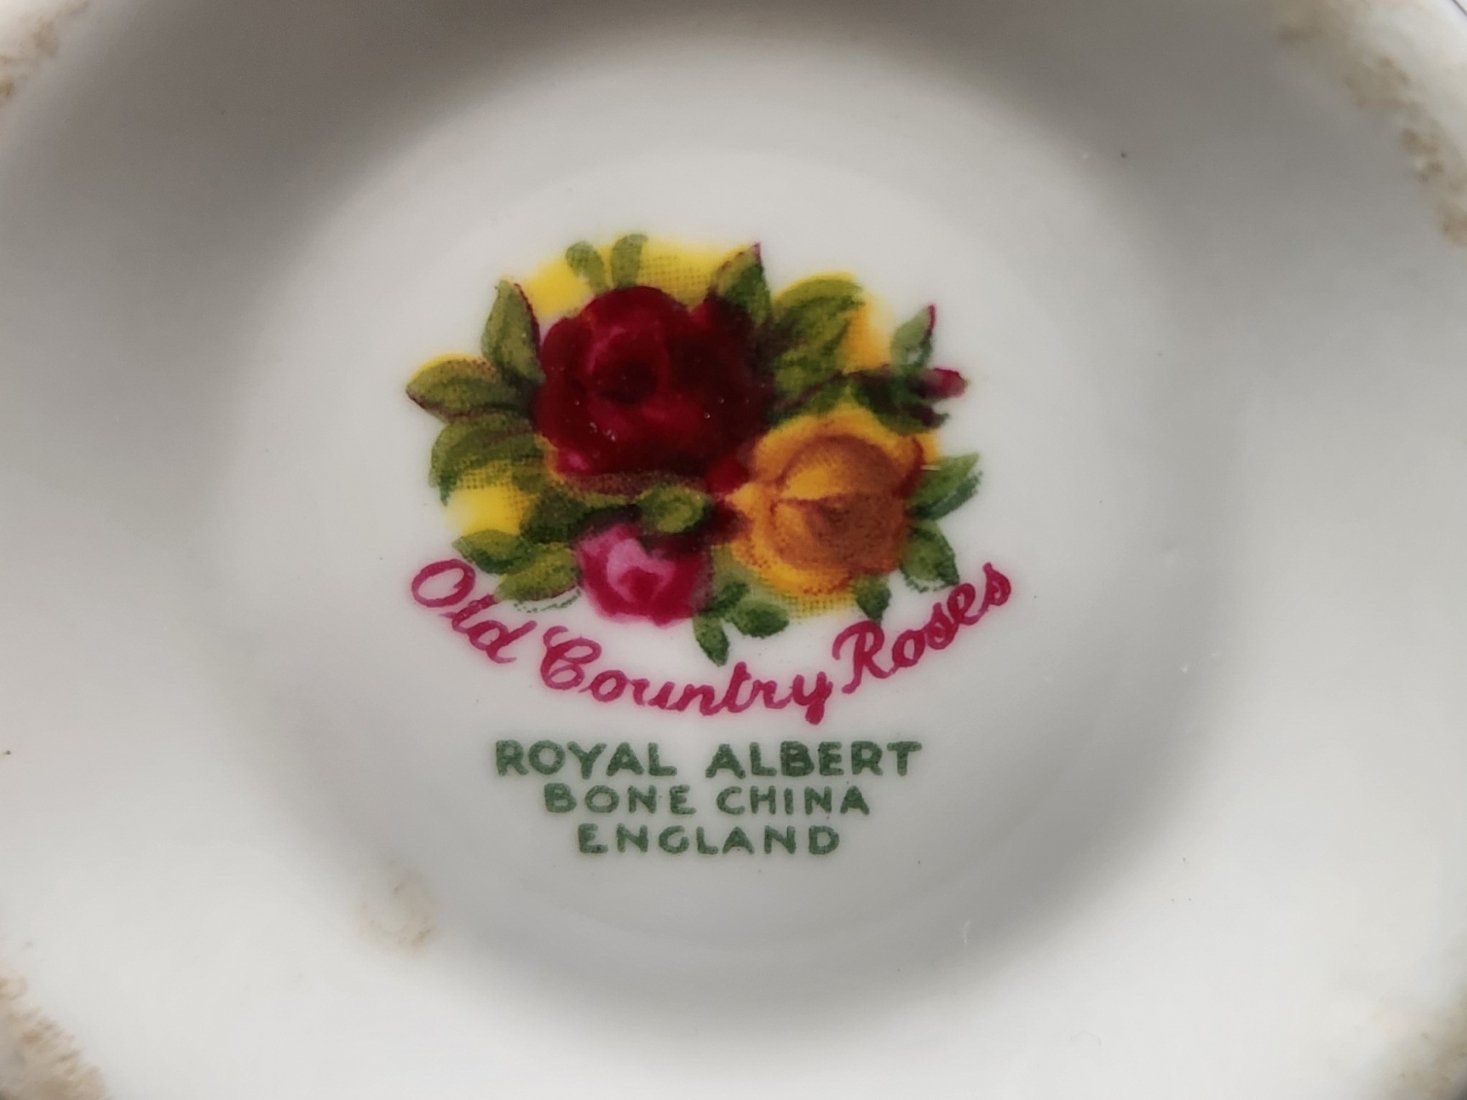 Old Country Roses
ROYAL ALBERT
BONE CHINA
ENGLAND